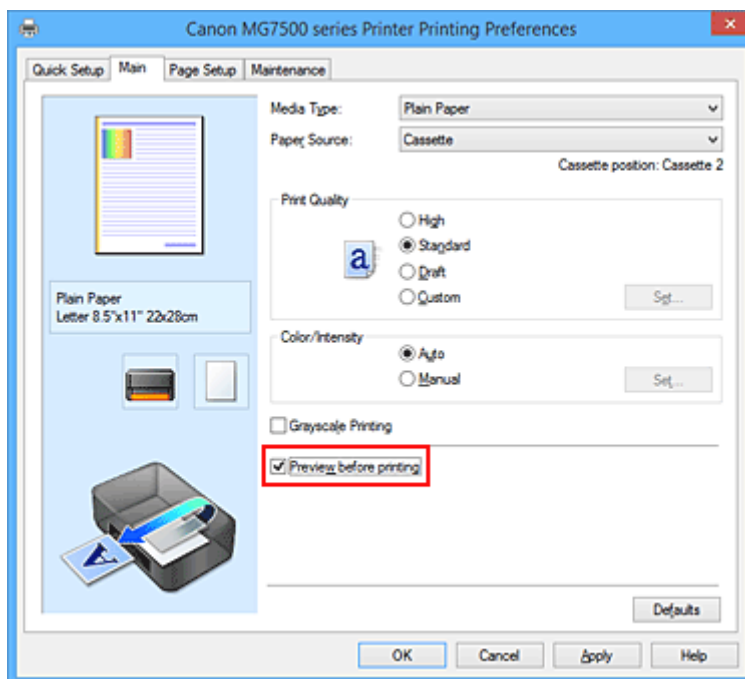 Canon MG7500 series Printer Printing Preferences
Quick Setup Main Page Setup Maintenance
Media Type: Plain Paper
Paper Source: Cassette
Cassette position: Cassette 2
Print Quality
High
a Standard
Draft
Custom Set...
Plain Paper
Letter 8.5"x11" 22x28cm
Color/Intensity
Auto
Manual Set...
Grayscale Printing
Preview before printing
A
Defaults
OK Cancel Apply Help